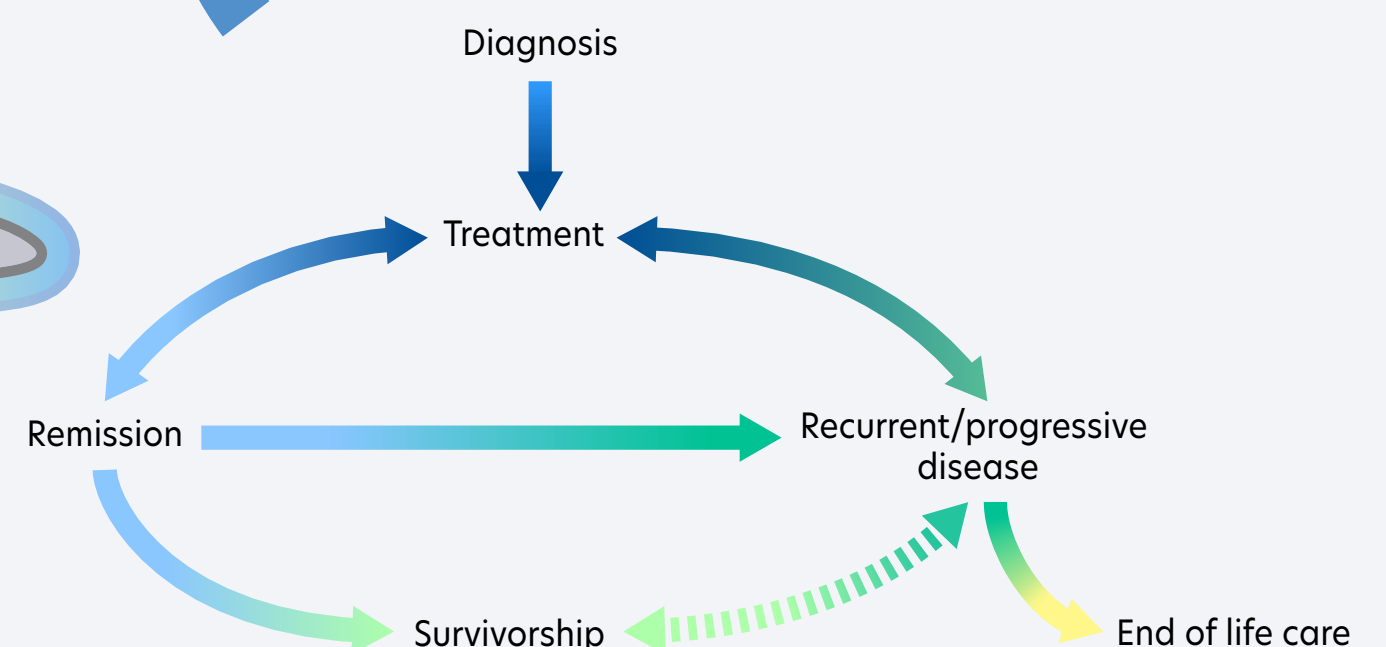 Diagnosis
Treatment
Remission
Recurrent/progressive
disease
Survivorship
End of life care